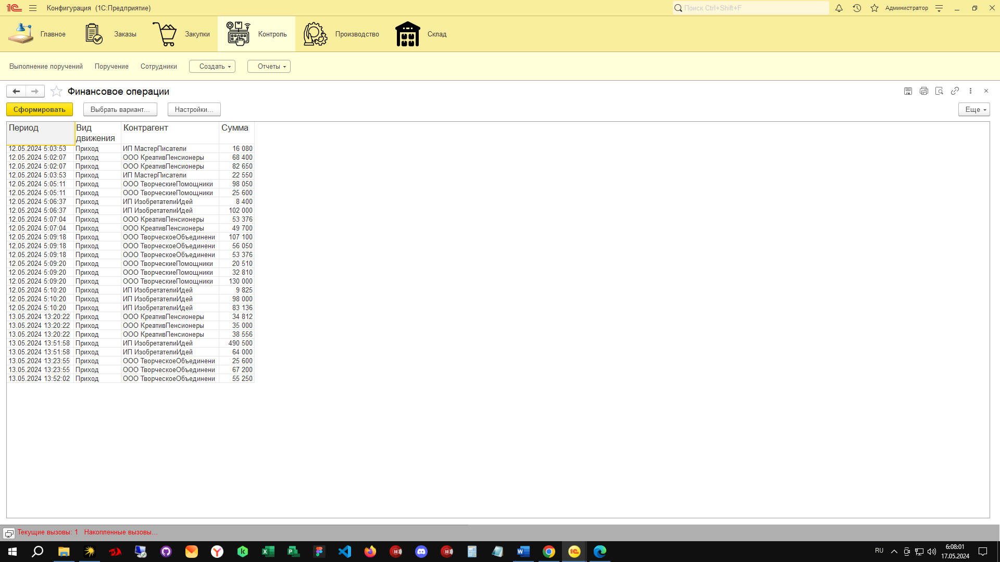 1С Конфигурация (1С:Предприятие) Поиск Ctrl+Shift+F Администратор
Главное Заказы Закупки Контроль Производство Склад
Выполнение поручений Поручение Сотрудники Создать Отчеты
Финансовое операции
Сформировать Выбрать вариант... Настройки... Еще
Период Вид движения Контрагент Сумма
12.05.2024 5:03:53 Приход ИП МастерПисатели 16 080
12.05.2024 5:02:07 Приход ООО КреативПенсионеры 68 400
12.05.2024 5:02:07 Приход ООО КреативПенсионеры 82 650
12.05.2024 5:03:53 Приход ИП МастерПисатели 22 550
12.05.2024 5:05:11 Приход ООО ТворческиеПомощники 98 050
12.05.2024 5:05:11 Приход ООО ТворческиеПомощники 25 600
12.05.2024 5:06:37 Приход ИП ИзобретателиИдей 8 400
12.05.2024 5:06:37 Приход ИП ИзобретателиИдей 102 000
12.05.2024 5:07:04 Приход ООО КреативПенсионеры 53 376
12.05.2024 5:07:04 Приход ООО КреативПенсионеры 49 700
12.05.2024 5:09:18 Приход ООО ТворческоеОбъединени 107 100
12.05.2024 5:09:18 Приход ООО ТворческоеОбъединени 56 050
12.05.2024 5:09:18 Приход ООО ТворческоеОбъединени 53 376
12.05.2024 5:09:20 Приход ООО ТворческиеПомощники 20 510
12.05.2024 5:09:20 Приход ООО ТворческиеПомощники 32 810
12.05.2024 5:09:20 Приход ООО ТворческиеПомощники 130 000
12.05.2024 5:10:20 Приход ИП ИзобретателиИдей 9 825
12.05.2024 5:10:20 Приход ИП ИзобретателиИдей 98 000
12.05.2024 5:10:20 Приход ИП ИзобретателиИдей 83 136
13.05.2024 13:20:22 Приход ООО КреативПенсионеры 34 812
13.05.2024 13:20:22 Приход ООО КреативПенсионеры 35 000
13.05.2024 13:20:22 Приход ООО КреативПенсионеры 38 556
13.05.2024 13:51:58 Приход ИП ИзобретателиИдей 490 500
13.05.2024 13:51:58 Приход ИП ИзобретателиИдей 64 000
13.05.2024 13:23:55 Приход ООО ТворческоеОбъединени 25 600
13.05.2024 13:23:55 Приход ООО ТворческоеОбъединени 67 200
13.05.2024 13:52:02 Приход ООО ТворческоеОбъединени 55 250
Текущие вызовы: 1 Накопленные вызовы...
RU 6:08:01
17.05.2024